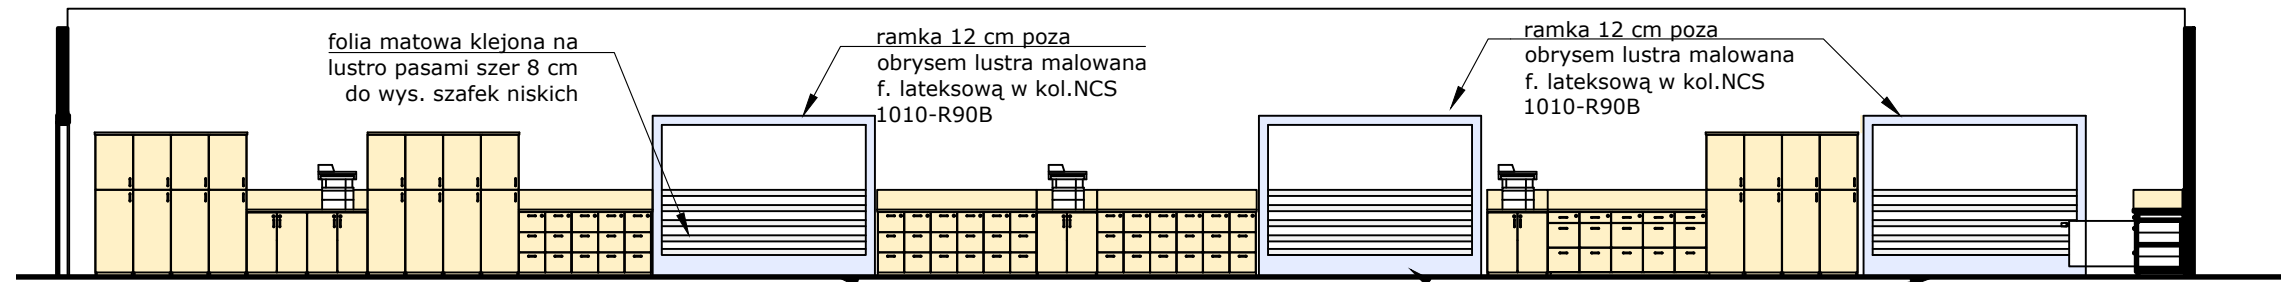 folia matowa klejona na
lustro pasami szer 8 cm
do wys. szafek niskich
ramka 12 cm poza
obrysem lustra malowana
f. lateksową w kol.NCS
1010-R90B
ramka 12 cm poza
obrysem lustra malowana
f. lateksową w kol.NCS
1010-R90B